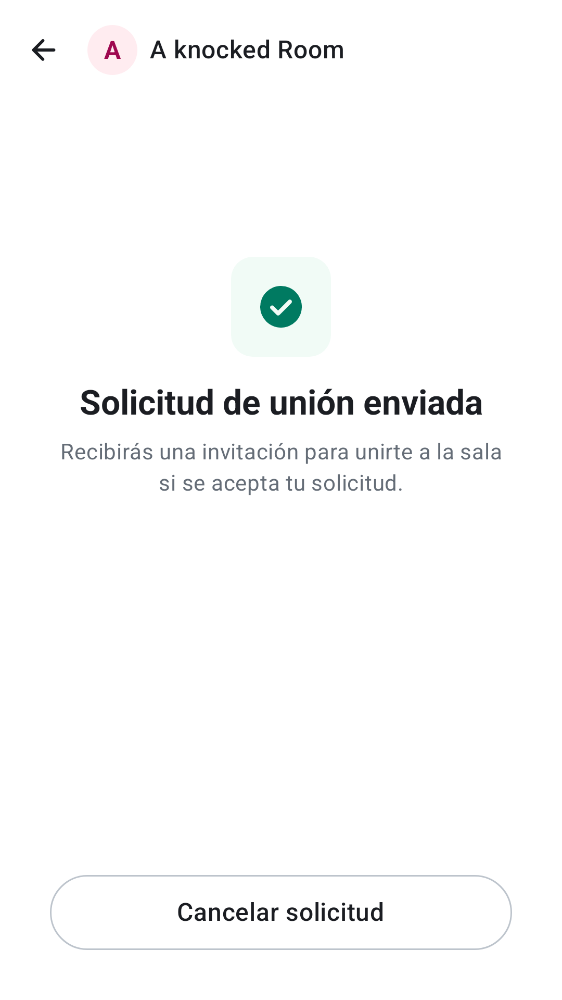 A A knocked Room
Solicitud de unión enviada
Recibirás una invitación para unirte a la sala
si se acepta tu solicitud.
Cancelar solicitud